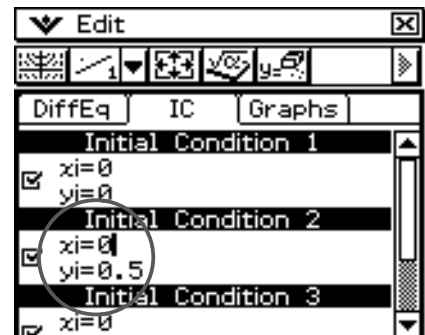 Edit
1 y=
DiffEq IC Graphs
Initial Condition 1
xi=0
yi=0
Initial Condition 2
xi=0
yi=0.5
Initial Condition 3
xi=0